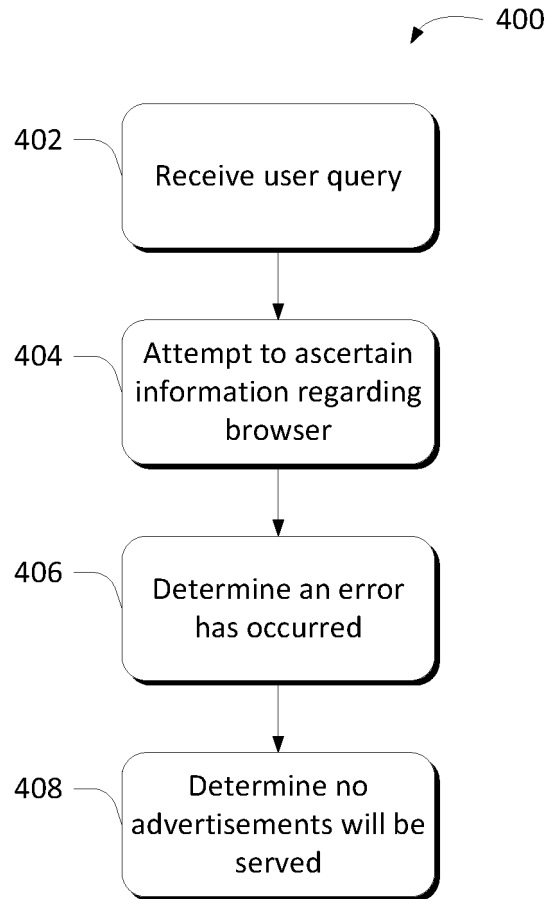 400
402
Receive user query
404
Attempt to ascertain
information regarding
browser
406
Determine an error
has occurred
408
Determine no
advertisements will be
served